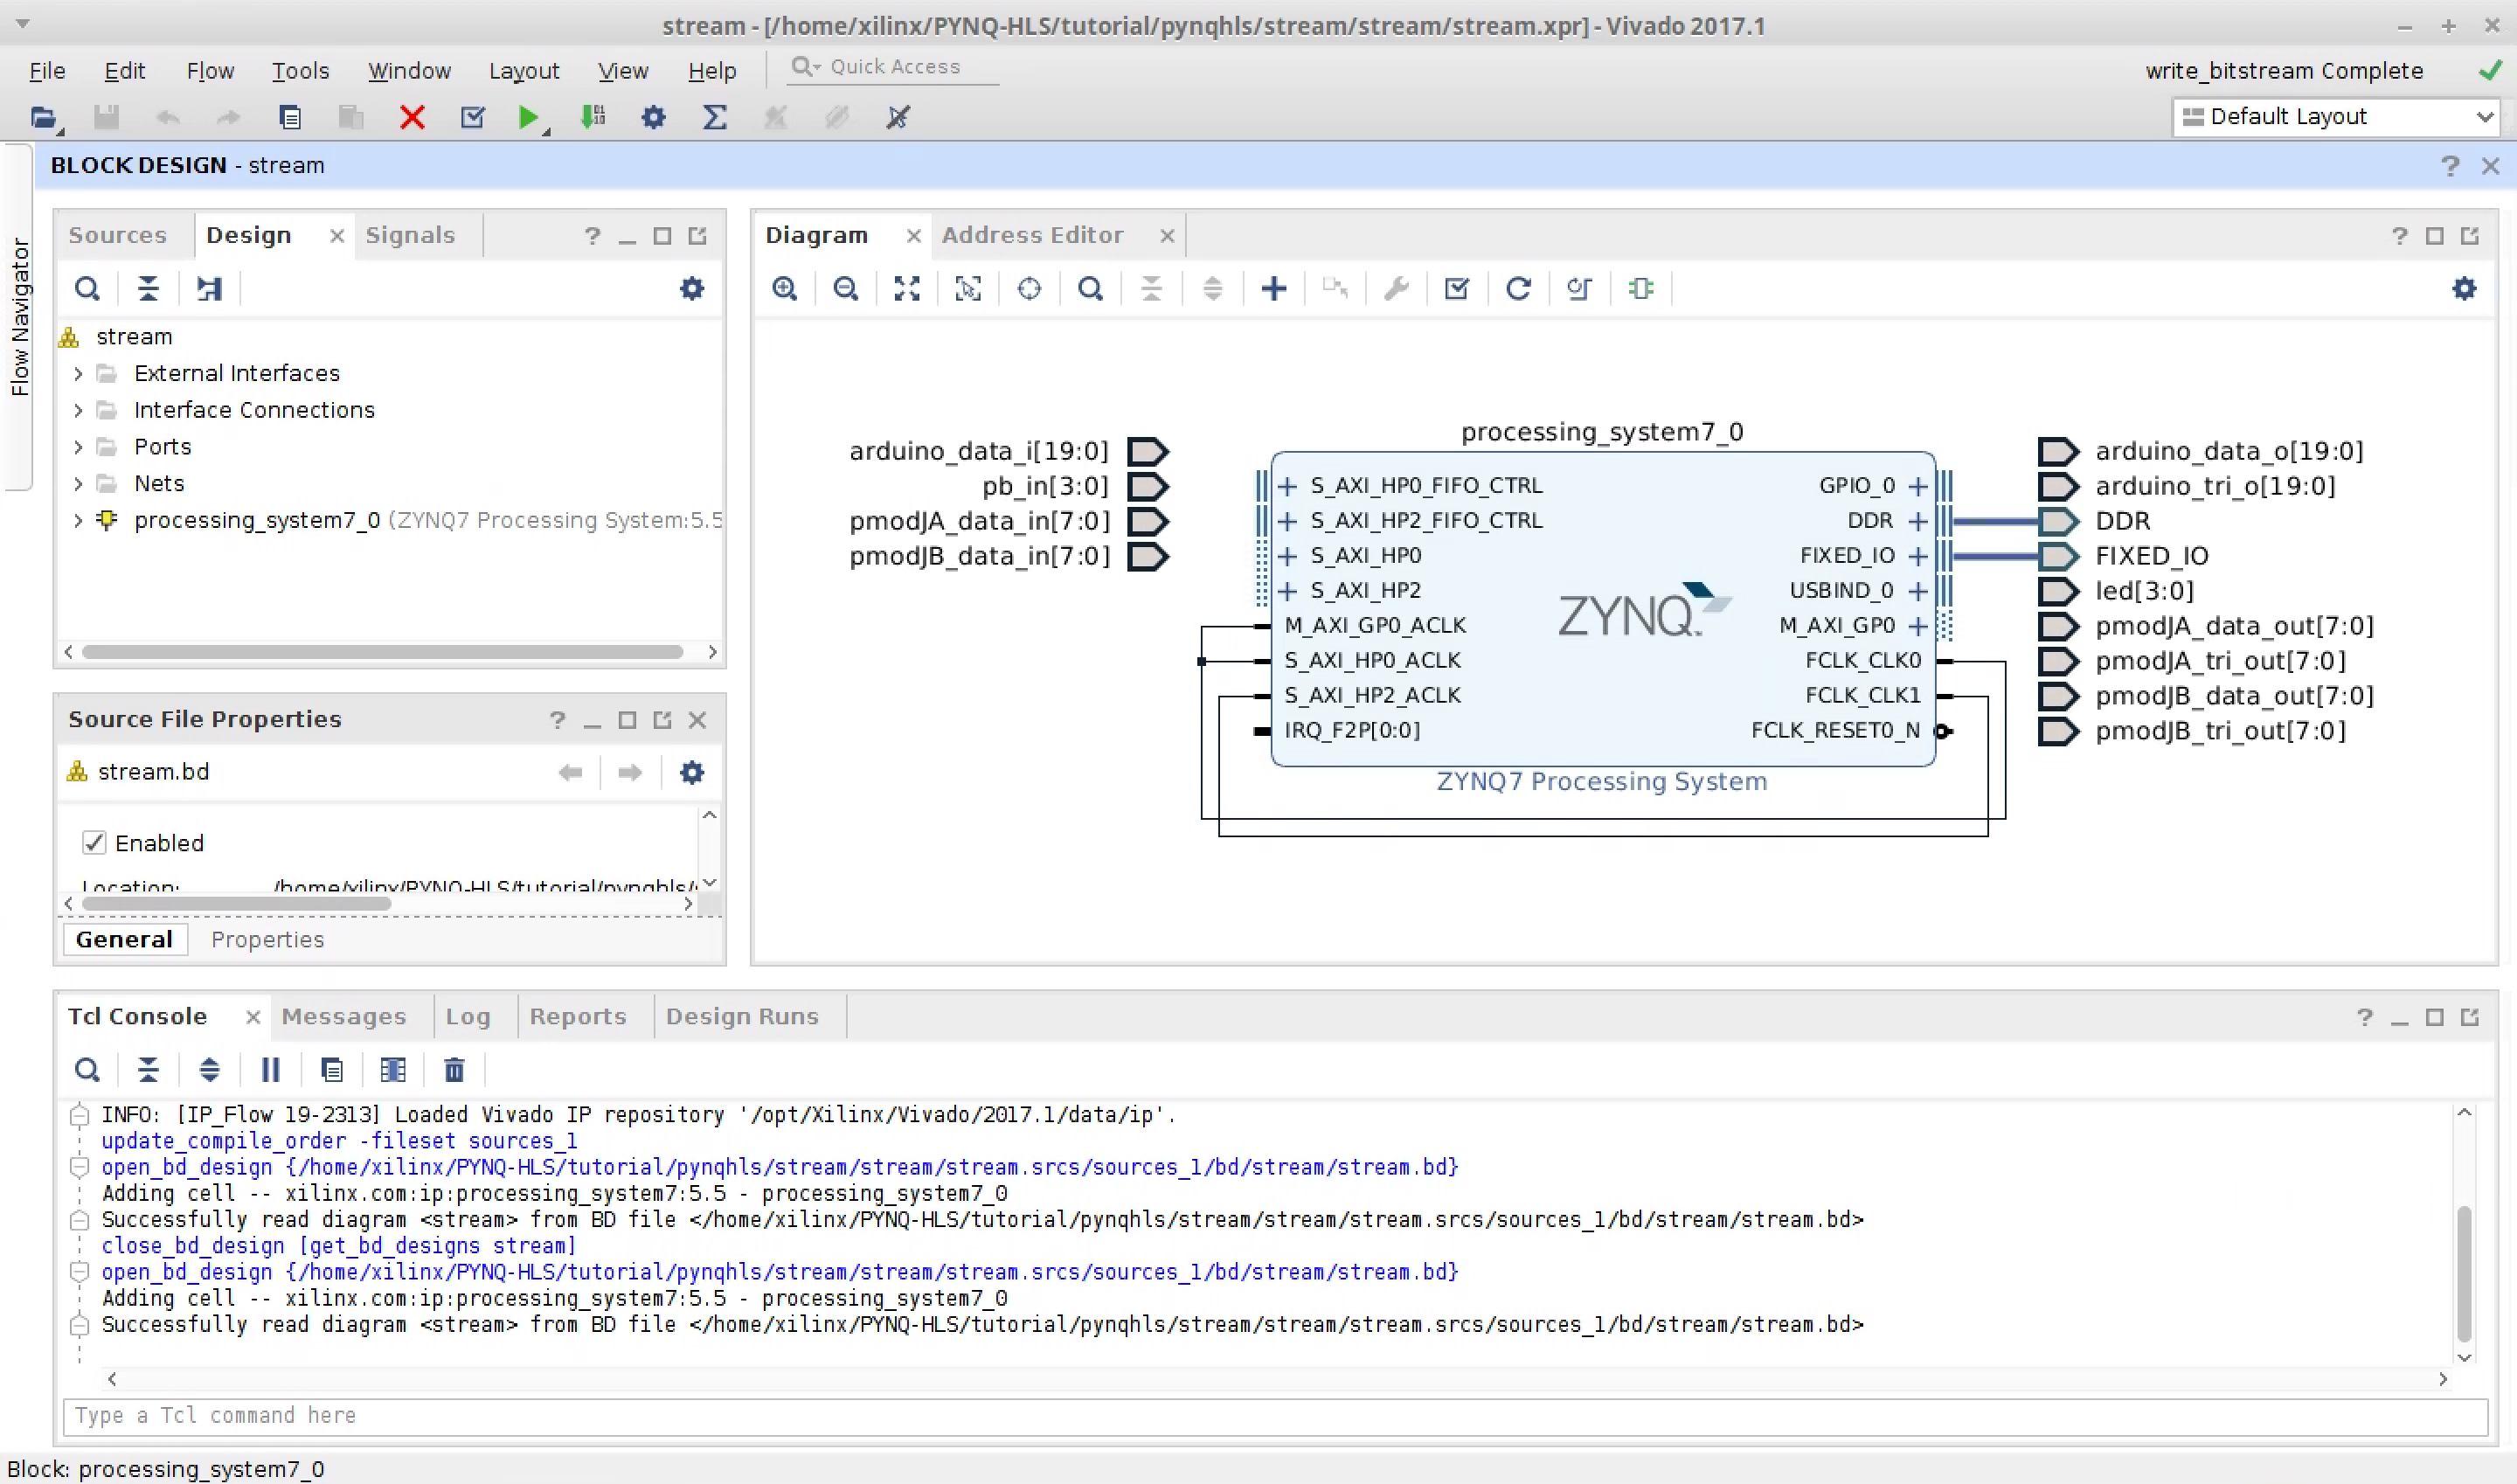 stream - [/home/xilinx/PYNQ-HLS/tutorial/pynqhls/stream/stream/stream.xpr] - Vivado 2017.1
File Edit Flow Tools Window Layout View Help Quick Access write_bitstream Complete
Default Layout
Flow Navigator
BLOCK DESIGN - stream
Sources Design Signals
stream
External Interfaces
Interface Connections
Ports
Nets
processing_system7_0 (ZYNQ7 Processing System:5.5
Source File Properties
stream.bd
Enabled
Location: /home/xilinx/PYNQ-HLS/tutorial/pynqhls/
General Properties
Diagram Address Editor
arduino_data_i[19:0]
pb_in[3:0]
pmodJA_data_in[7:0]
pmodJB_data_in[7:0]
processing_system7_0
S_AXI_HP0_FIFO_CTRL
S_AXI_HP2_FIFO_CTRL
S_AXI_HP0
S_AXI_HP2
M_AXI_GP0_ACLK
S_AXI_HP0_ACLK
S_AXI_HP2_ACLK
IRQ_F2P[0:0]
ZYNQ
GPIO_0
DDR
FIXED_IO
USBIND_0
M_AXI_GP0
FCLK_CLK0
FCLK_CLK1
FCLK_RESET0_N
ZYNQ7 Processing System
arduino_data_o[19:0]
arduino_tri_o[19:0]
DDR
FIXED_IO
led[3:0]
pmodJA_data_out[7:0]
pmodJA_tri_out[7:0]
pmodJB_data_out[7:0]
pmodJB_tri_out[7:0]
Tcl Console Messages Log Reports Design Runs
INFO: [IP_Flow 19-2313] Loaded Vivado IP repository '/opt/Xilinx/Vivado/2017.1/data/ip'.
update_compile_order -fileset sources_1
open_bd_design {/home/xilinx/PYNQ-HLS/tutorial/pynqhls/stream/stream/stream.srcs/sources_1/bd/stream/stream.bd}
Adding cell -- xilinx.com:ip:processing_system7:5.5 - processing_system7_0
Successfully read diagram <stream> from BD file </home/xilinx/PYNQ-HLS/tutorial/pynqhls/stream/stream/stream.srcs/sources_1/bd/stream/stream.bd>
close_bd_design [get_bd_designs stream]
open_bd_design {/home/xilinx/PYNQ-HLS/tutorial/pynqhls/stream/stream/stream.srcs/sources_1/bd/stream/stream.bd}
Adding cell -- xilinx.com:ip:processing_system7:5.5 - processing_system7_0
Successfully read diagram <stream> from BD file </home/xilinx/PYNQ-HLS/tutorial/pynqhls/stream/stream/stream.srcs/sources_1/bd/stream/stream.bd>
Type a Tcl command here
Block: processing_system7_0